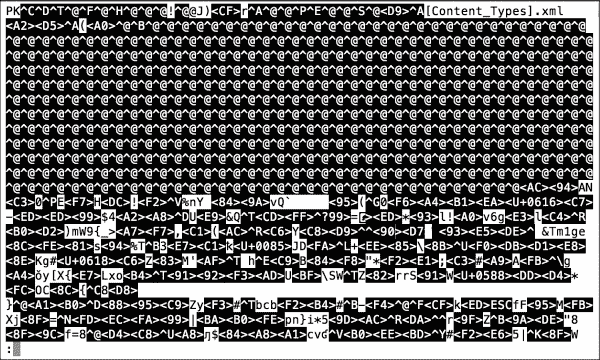 PK^C^D^T^@^F^@^H^@^@^@!^@@J)<CF>r^A^@^@^P^E^@^@^S^@<D9>^A[Content_Types].xml
<A2><D5>^A(<A0>^@^B^@^@^@^@^@^@^@^@^@^@^@^@^@^@^@^@^@^@^@^@^@^@^@^@^@^@^@^@^@^@
^@^@^@^@^@^@^@^@^@^@^@^@^@^@^@^@^@^@^@^@^@^@^@^@^@^@^@^@^@^@^@^@^@^@^@^@^@^@^@^@
^@^@^@^@^@^@^@^@^@^@^@^@^@^@^@^@^@^@^@^@^@^@^@^@^@^@^@^@^@^@^@^@^@^@^@^@^@^@^@^@
^@^@^@^@^@^@^@^@^@^@^@^@^@^@^@^@^@^@^@^@^@^@^@^@^@^@^@^@^@^@^@^@^@^@^@^@^@^@^@^@
^@^@^@^@^@^@^@^@^@^@^@^@^@^@^@^@^@^@^@^@^@^@^@^@^@^@^@^@^@^@^@^@^@^@^@^@^@^@^@^@
^@^@^@^@^@^@^@^@^@^@^@^@^@^@^@^@^@^@^@^@^@^@^@^@^@^@^@^@^@^@^@^@^@^@^@^@^@^@^@^@
^@^@^@^@^@^@^@^@^@^@^@^@^@^@^@^@^@^@^@^@^@^@^@^@^@^@^@^@^@^@^@^@^@^@^@^@^@^@^@^@
^@^@^@^@^@^@^@^@^@^@^@^@^@^@^@^@^@^@^@^@^@^@^@^@^@^@^@^@^@^@^@^@^@^@^@^@^@^@^@^@
^@^@^@^@^@^@^@^@^@^@^@^@^@^@^@^@^@^@^@^@^@^@^@^@^@^@^@^@^@^@^@^@^@^@^@^@^@^@^@^@
^@^@^@^@^@^@^@^@^@^@^@^@^@^@^@^@^@^@^@^@^@^@^@^@^@^@^@^@^@^@^@^@^@^@^@^@^@^@^@^@
^@^@^@^@^@^@^@^@^@^@^@^@^@^@^@^@^@^@^@^@^@^@^@^@^@^@^@^@^@^@^@^@^@^@^@^@^@^@^@^@
^@^@^@^@^@^@^@^@^@^@^@^@^@^@^@^@^@^@^@^@^@^@^@^@^@^@^@^@^@^@^@^@^@^@^@<AC><94>AN
<C3>0^PE<F7>H<DC>!<F2>^V%nY <84><9A>vQ` <95>(^G0<F6><A4><B1><EA><U+0616><C7>
—<ED><ED><99>$4<A2><A8>^DU<E9>&Q^T<CD><FF>^?99>=r<ED>*<93>l!<A0>v6g<E3>l<C4>^R
<B0><D2>)mW9{_><A7><F7>,<C1>(<AC>^R<C6>Y<C8><D9>^^<90><D7> <93><E5><DE>^ &Tm1ge
<8C><FE><81>s<94>%T^B3<E7><C1>k<U+0085>JD<FA>^L+<EE><85>\<8B>^U<F0><DB><D1><E8>
<8E>Kg#<U+0618><C6>Z<83>M'<AF>^T h^E<C9>B<84><F8>"*<F2><E1>;<C3>#<A9>A<FB>^\g
<A4>ŏy[X{<E7>Lxo<B4>^T<91><92><F3><AD>U<BF>\SW^TZ<82>rrS<91>W<U+0588><DD><D4>*
<FC>OC<8C>{^C8<D8>
}^@<A1><B0>^D<88><95><C9>Zy<F3>#^Tbcb<F2><B4>#^B—<F4>^@^F<CF>k<ED>ESCfF<95>M<FB>
Xj<8F>=^N<FD><EC><FA><99>|<BA><B0><FE>pn}i*5<9D><AC>^R<DA>^^r<9F>Z^B<9A><DE>"8
<8F><9C>f=8^@<D4><C8>^U<A8>ŋ$<84><A8><A1>cvɗ^V<B0><EE><BD>^Y#<F2><E6>5|^K<8F>W
: